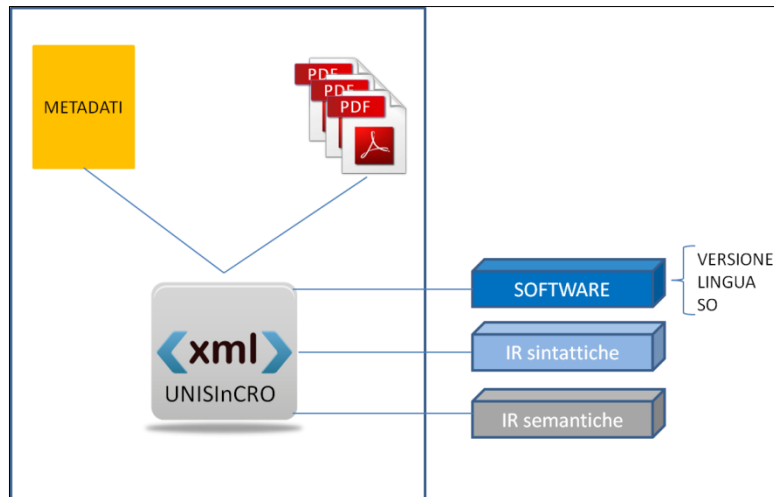 METADATI
PDF
PDF
PDF
xml
UNISInCRO
SOFTWARE
VERSIONE
LINGUA
SO
IR sintattiche
IR semantiche